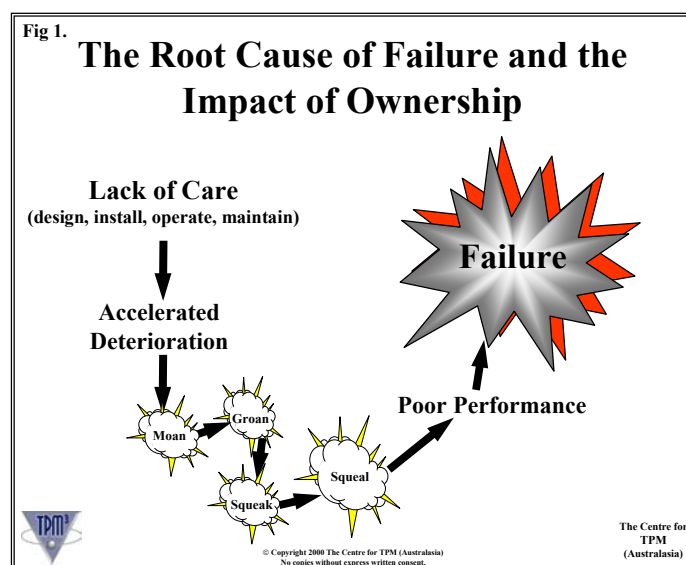 Fig 1.
The Root Cause of Failure and the
Impact of Ownership
Lack of Care
(design, install, operate, maintain)
Accelerated
Deterioration
Moan
Groan
Squeak
Squeal
Poor Performance
Failure
TPM3
© Copyright 2000 The Centre for TPM (Australasia)
No copies without express written consent.
The Centre for
TPM
(Australasia)